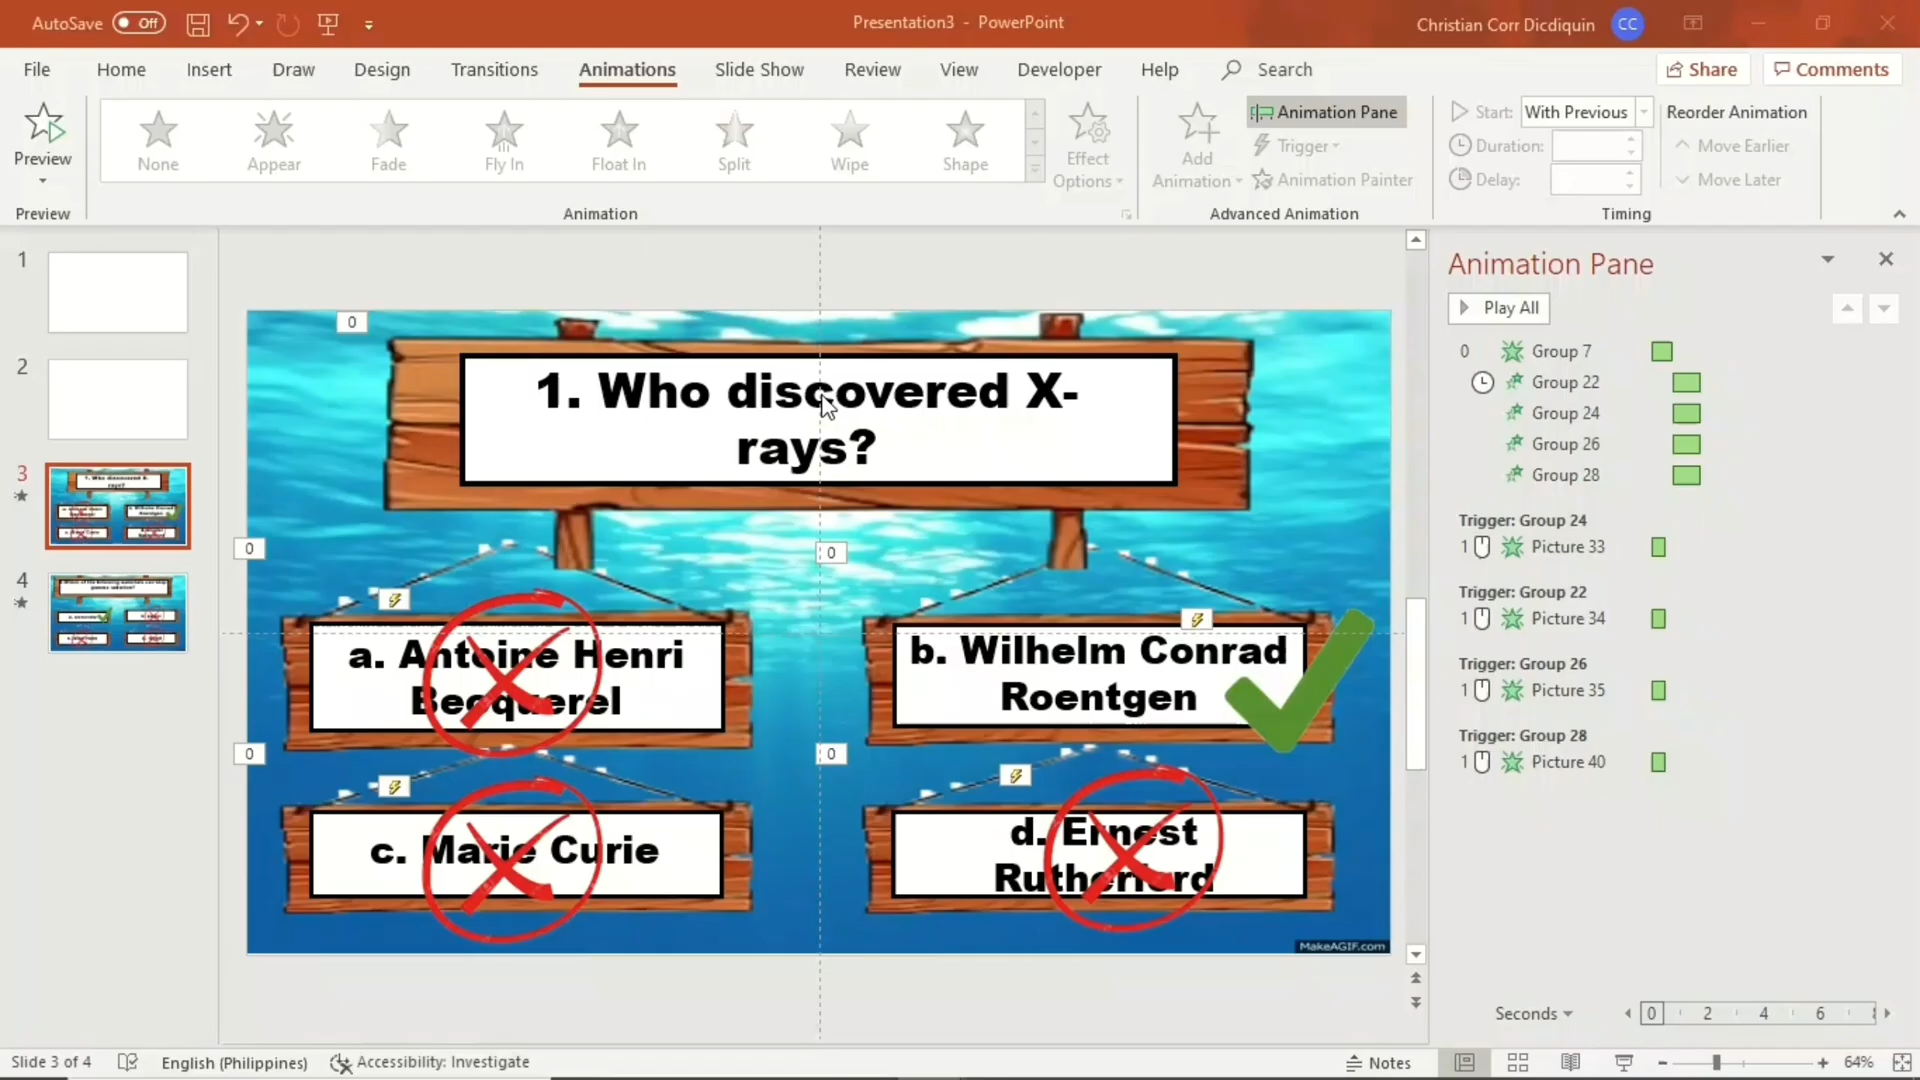 AutoSave Off
Presentation3 - PowerPoint
Christian Corr Dicdiquin CC
File Home Insert Draw Design Transitions Animations Slide Show Review View Developer Help Search
Share Comments
Preview
Preview
None Appear Fade Fly In Float In Split Wipe Shape
Animation
Effect
Options
Add
Animation
Animation Pane
Trigger
Animation Painter
Advanced Animation
Start: With Previous
Duration:
Delay:
Timing
Reorder Animation
Move Earlier
Move Later
1
2
3
4
0
1. Who discovered X-
rays?
0
0
a. Antoine Henri
Becquerel
b. Wilhelm Conrad
Roentgen
0
0
c. Marie Curie
d. Ernest
Rutherford
MakeAGIF.com
Animation Pane
Play All
0 Group 7
Group 22
Group 24
Group 26
Group 28
Trigger: Group 24
1 Picture 33
Trigger: Group 22
1 Picture 34
Trigger: Group 26
1 Picture 35
Trigger: Group 28
1 Picture 40
Seconds 0 2 4 6
Slide 3 of 4 English (Philippines) Accessibility: Investigate
Notes 64%